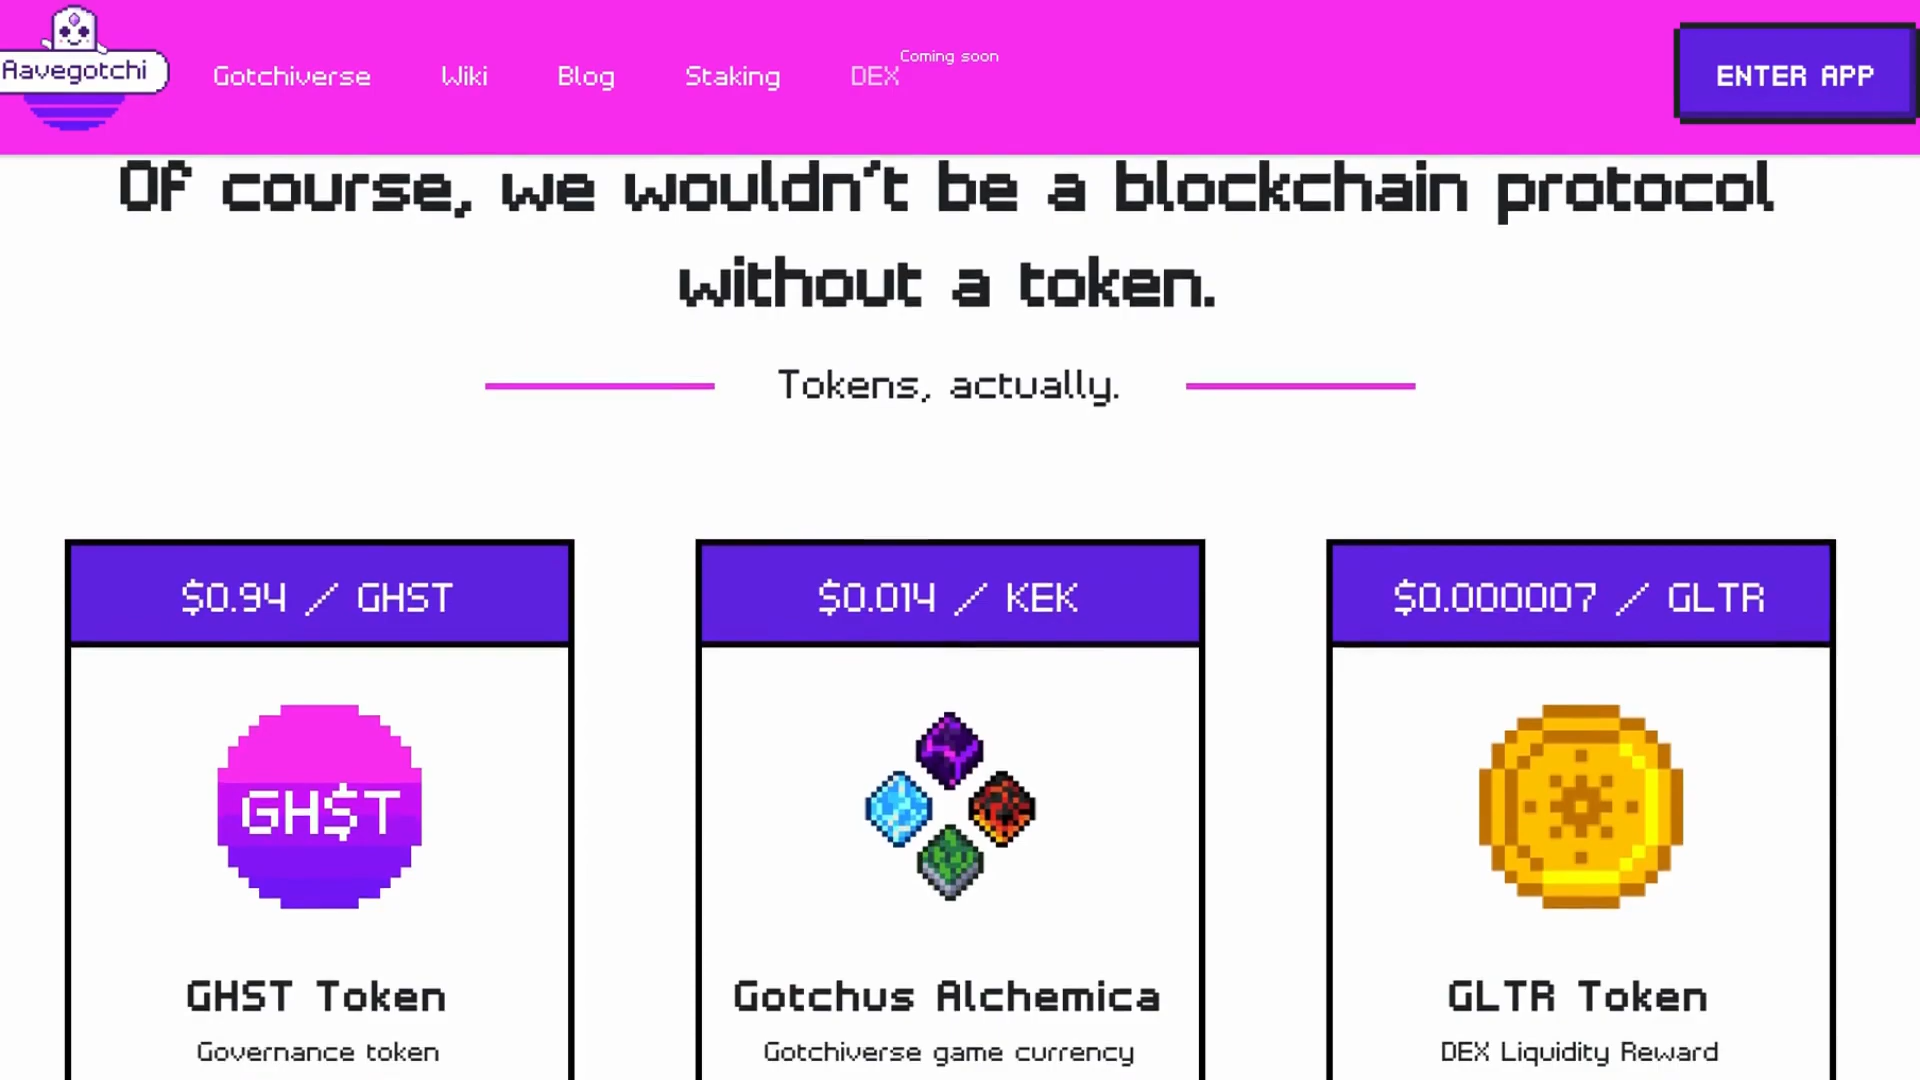 Aavegotchi
Gotchiverse
Wiki
Blog
Staking
DEX
Coming soon
ENTER APP
Of course, we wouldn't be a blockchain protocol
without a token.
Tokens, actually.
$0.94 / GHST
$0.014 / KEK
$0.000007 / GLTR
GH$T
GHST Token
Gotchus Alchemica
GLTR Token
Governance token
Gotchiverse game currency
DEX Liquidity Reward